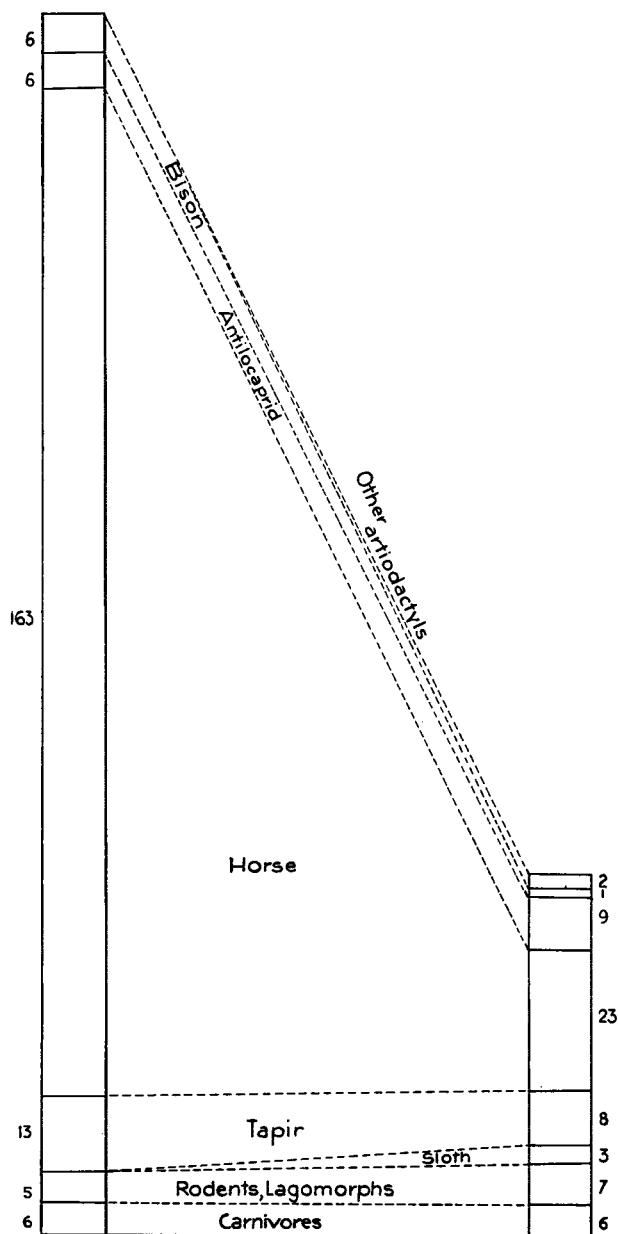 6
6
Bison
Antilocaprid
Other
artiodactyls
163
Horse
2
1
9
23
13
Tapir
8
Sloth
3
5
Rodents, Lagomorphs
7
6
Carnivores
6